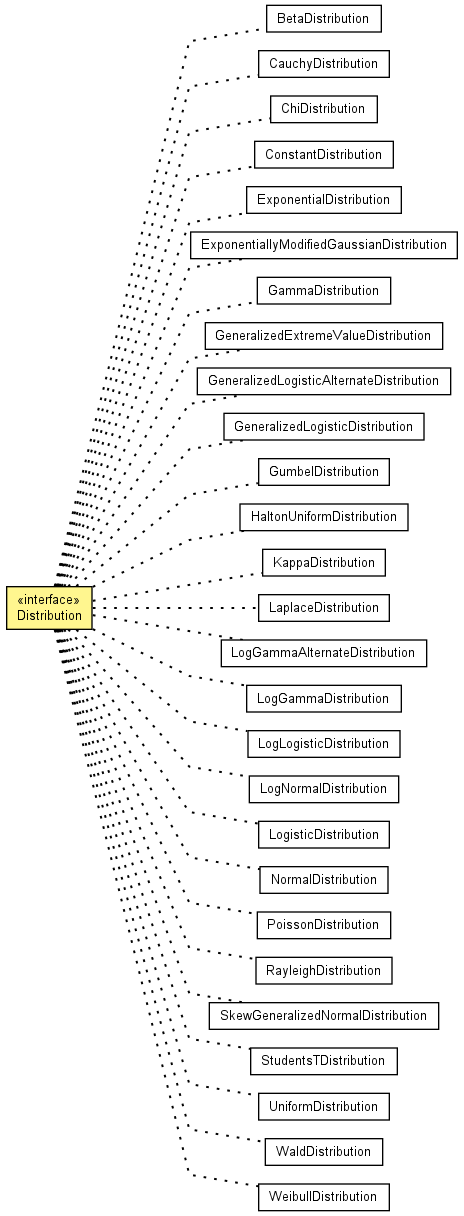 BetaDistribution
CauchyDistribution
ChiDistribution
ConstantDistribution
ExponentialDistribution
ExponentiallyModifiedGaussianDistribution
GammaDistribution
GeneralizedExtremeValueDistribution
GeneralizedLogisticAlternateDistribution
GeneralizedLogisticDistribution
GumbelDistribution
HaltonUniformDistribution
KappaDistribution
«interface»
Distribution
LaplaceDistribution
LogGammaAlternateDistribution
LogGammaDistribution
LogLogisticDistribution
LogNormalDistribution
LogisticDistribution
NormalDistribution
PoissonDistribution
RayleighDistribution
SkewGeneralizedNormalDistribution
StudentsTDistribution
UniformDistribution
WaldDistribution
WeibullDistribution